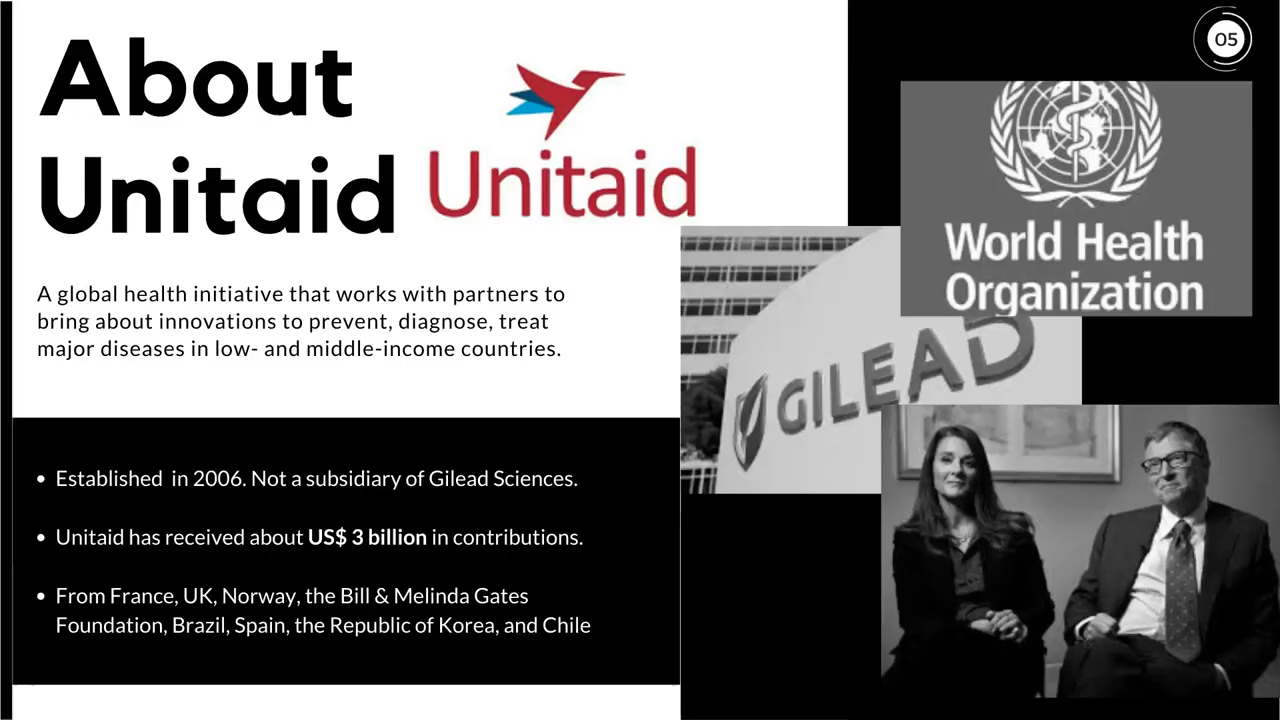 About
Unitaid
Unitaid
05
World Health
Organization
GILEAD
A global health initiative that works with partners to
bring about innovations to prevent, diagnose, treat
major diseases in low- and middle-income countries.
• Established  in 2006. Not a subsidiary of Gilead Sciences.
• Unitaid has received about US$ 3 billion in contributions.
• From France, UK, Norway, the Bill & Melinda Gates
Foundation, Brazil, Spain, the Republic of Korea, and Chile